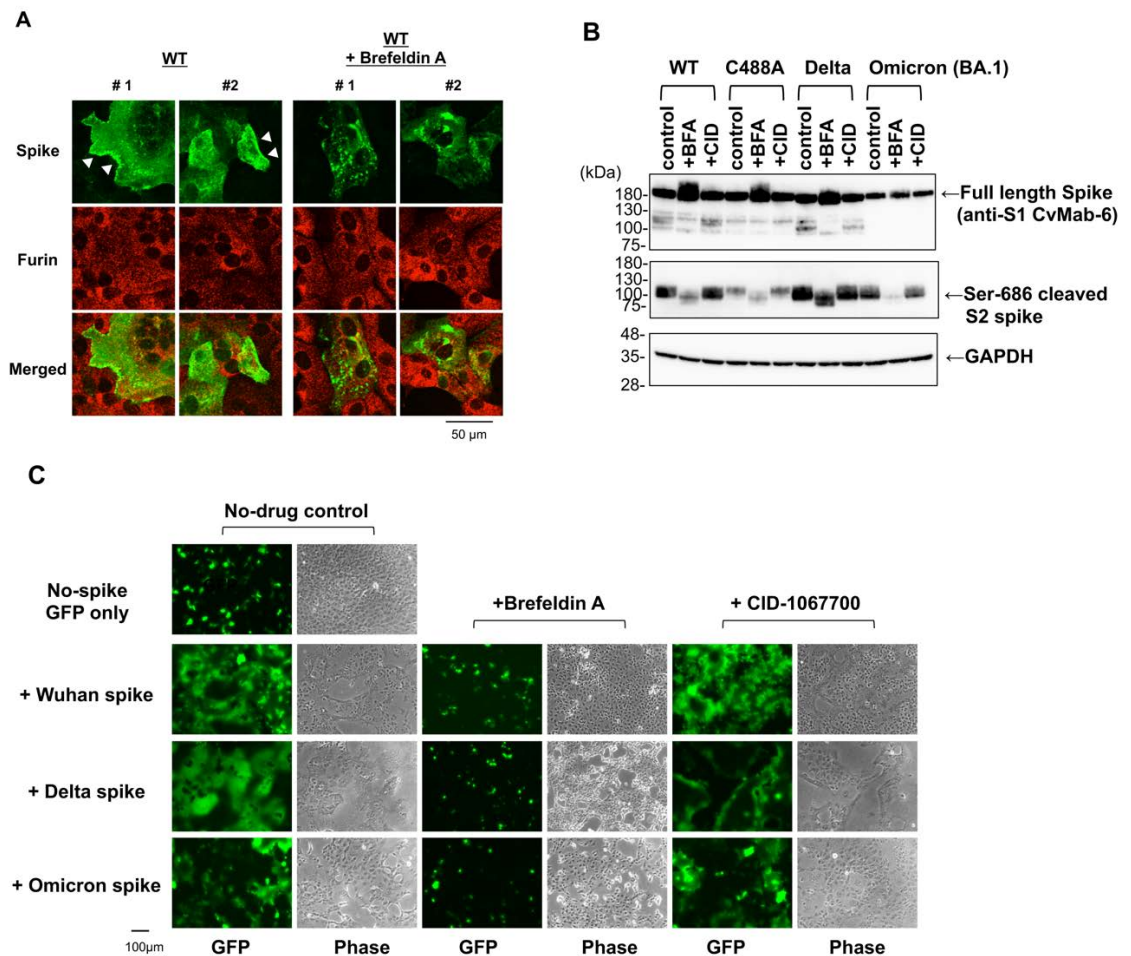 A
WT
WT
+ Brefeldin A
# 1
#2
# 1
#2
Spike
Furin
Merged
50 µm
B
WT
C488A
Delta
Omicron (BA.1)
control
+BFA
+CID
control
+BFA
+CID
control
+BFA
+CID
control
+BFA
+CID
(kDa)
180-
130-
100-
75-
←Full length Spike
(anti-S1 CvMab-6)
180-
130-
100-
75-
←Ser-686 cleaved
S2 spike
48-
35-
28-
←GAPDH
C
No-drug control
No-spike
GFP only
+Brefeldin A
+ CID-1067700
+ Wuhan spike
+ Delta spike
+ Omicron spike
100µm
GFP
Phase
GFP
Phase
GFP
Phase